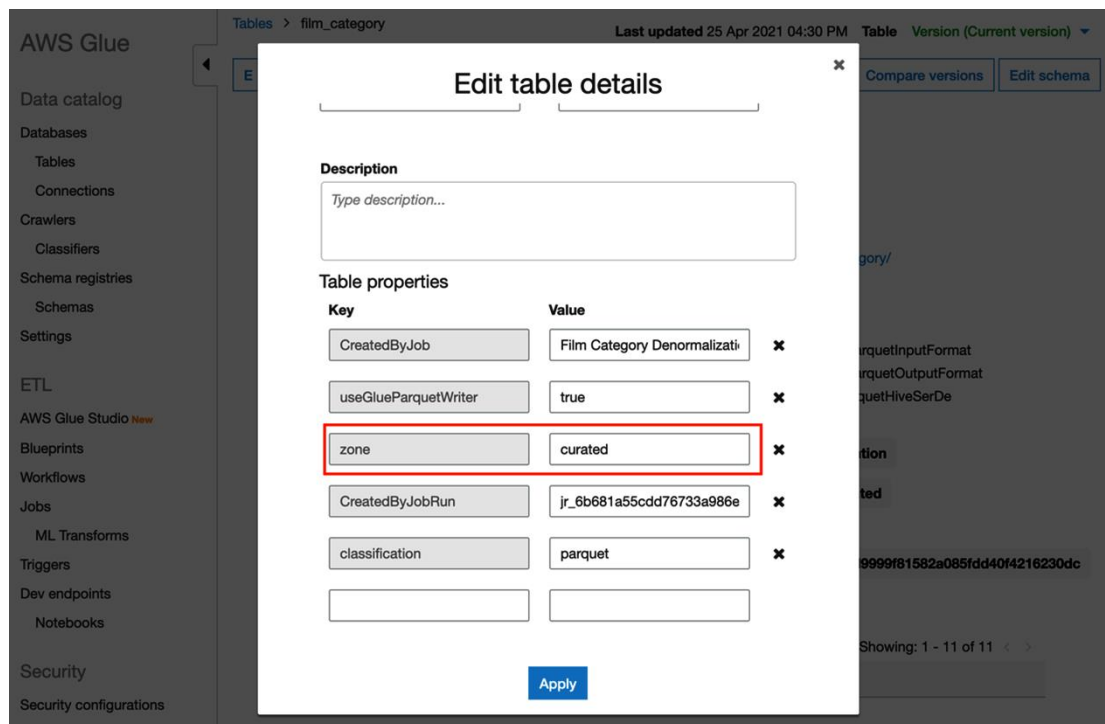 AWS Glue
Data catalog
Databases
Tables
Connections
Crawlers
Classifiers
Schema registries
Schemas
Settings
ETL
AWS Glue Studio New
Blueprints
Workflows
Jobs
ML Transforms
Triggers
Dev endpoints
Notebooks
Security
Security configurations
Tables > film_category
Last updated 25 Apr 2021 04:30 PM Table Version (Current version)
E
Compare versions
Edit schema
Edit table details
Description
Type description...
Table properties
Key Value
CreatedByJob Film Category Denormalizati
useGlueParquetWriter true
zone curated
CreatedByJobRun jr_6b681a55cdd76733a986e
classification parquet
Apply
gory/
arquetInputFormat
arquetOutputFormat
quetHiveSerDe
tion
ted
9999f81582a085fdd40f4216230dc
Showing: 1 - 11 of 11 < >